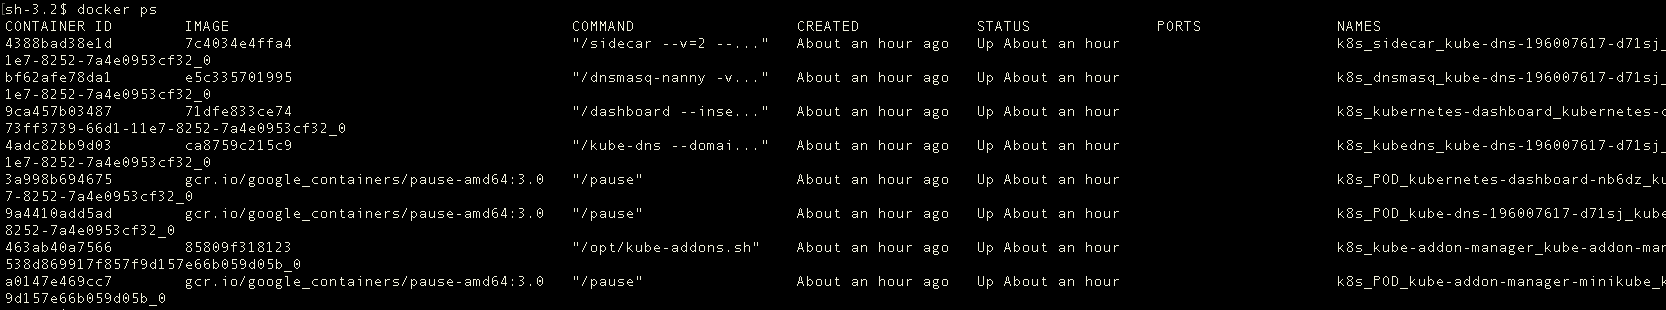 sh-3.2$ docker ps
CONTAINER ID IMAGE COMMAND CREATED STATUS PORTS NAMES
4388bad38e1d 7c4034e4ffa4 "/sidecar --v=2 --..." About an hour ago Up About an hour k8s_sidecar_kube-dns-196007617-d71sj_
1e7-8252-7a4e0953cf32_0
bf62afe78da1 e5c335701995 "/dnsmasq-nanny -v..." About an hour ago Up About an hour k8s_dnsmasq_kube-dns-196007617-d71sj_
1e7-8252-7a4e0953cf32_0
9ca457b03487 71dfe833ce74 "/dashboard --inse..." About an hour ago Up About an hour k8s_kubernetes-dashboard_kubernetes-
73ff3739-66d1-11e7-8252-7a4e0953cf32_0
4adc82bb9d03 ca8759c215c9 "/kube-dns --domai..." About an hour ago Up About an hour k8s_kubedns_kube-dns-196007617-d71sj_
1e7-8252-7a4e0953cf32_0
3a998b694675 gcr.io/google_containers/pause-amd64:3.0 "/pause" About an hour ago Up About an hour k8s_POD_kubernetes-dashboard-nb6dz_ku
7-8252-7a4e0953cf32_0
9a4410add5ad gcr.io/google_containers/pause-amd64:3.0 "/pause" About an hour ago Up About an hour k8s_POD_kube-dns-196007617-d71sj_kube
8252-7a4e0953cf32_0
463ab40a7566 85809f318123 "/opt/kube-addons.sh" About an hour ago Up About an hour k8s_kube-addon-manager_kube-addon-man
538d869917f857f9d157e66b059d05b_0
a0147e469cc7 gcr.io/google_containers/pause-amd64:3.0 "/pause" About an hour ago Up About an hour k8s_POD_kube-addon-manager-minikube_k
9d157e66b059d05b_0